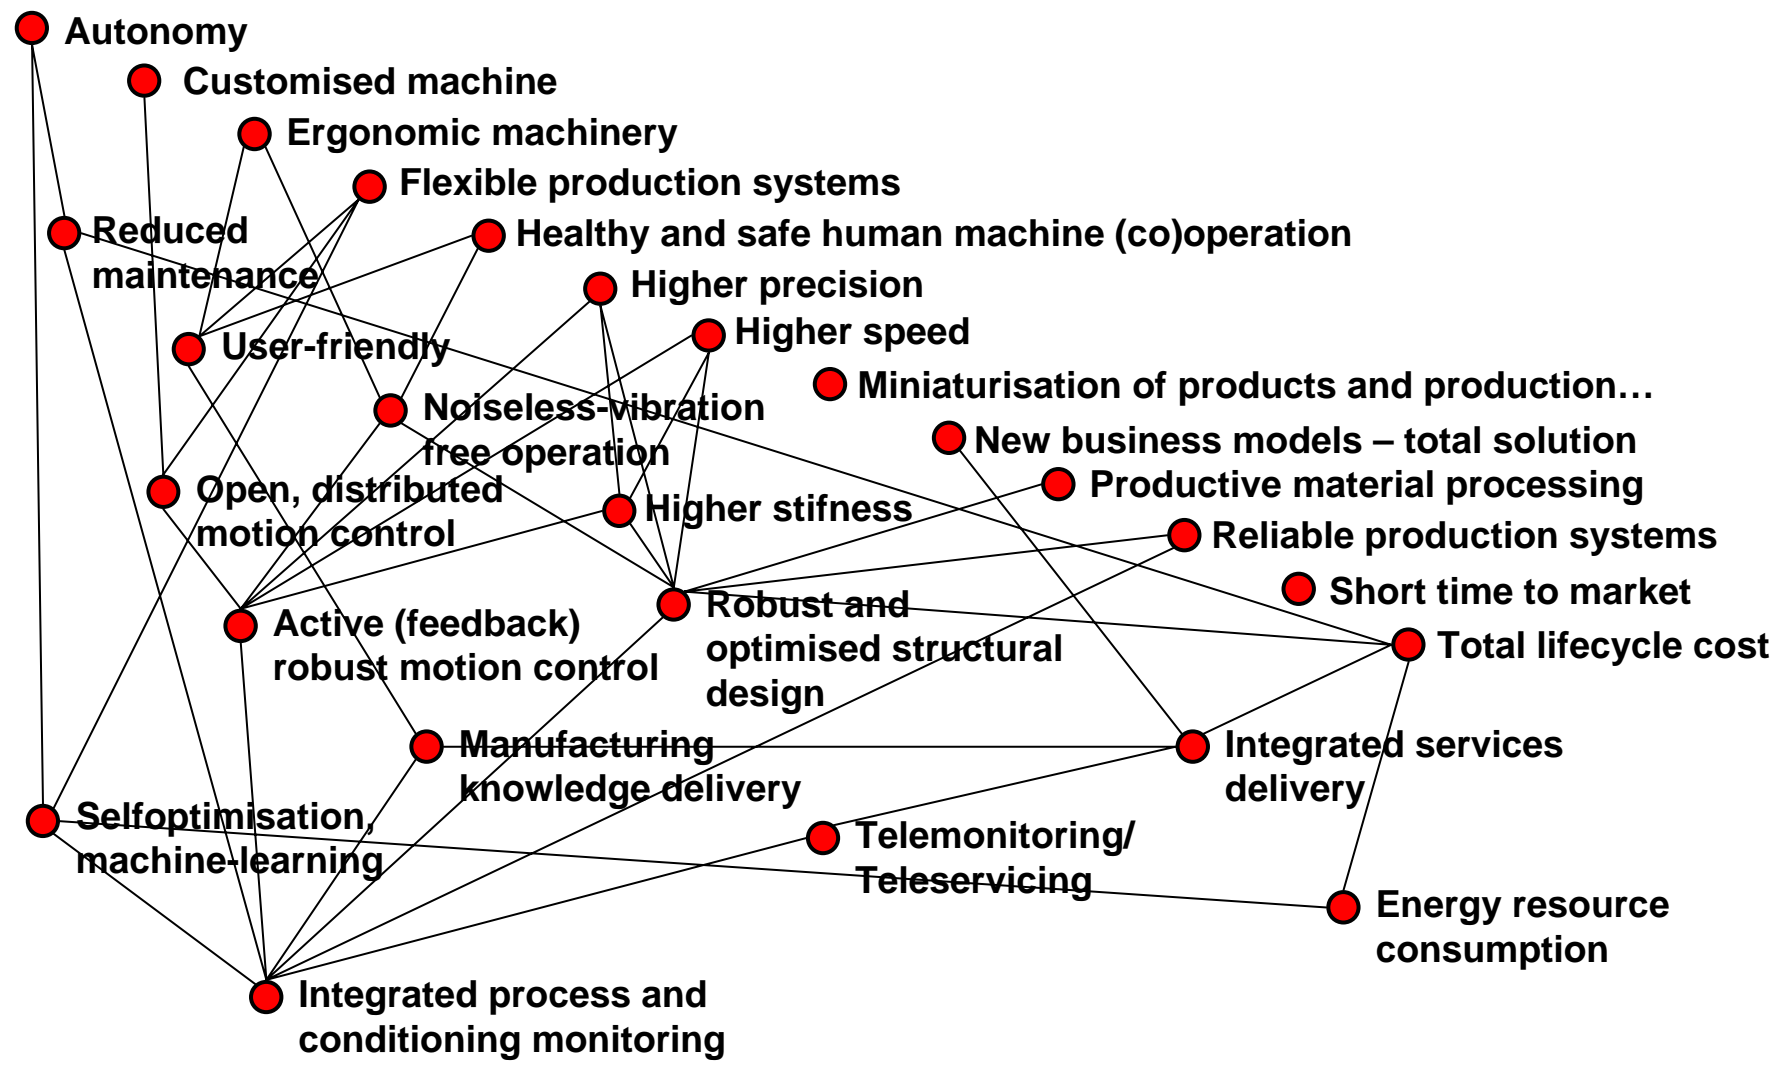 Autonomy
Customised machine
Ergonomic machinery
Flexible production systems
Reduced
maintenance
Healthy and safe human machine (co)operation
Higher precision
Higher speed
User-friendly
Miniaturisation of products and production…
Noiseless-vibration
free operation
New business models – total solution
Open, distributed
motion control
Higher stifness
Productive material processing
Reliable production systems
Short time to market
Active (feedback)
robust motion control
Robust and
optimised structural
design
Total lifecycle cost
Manufacturing
knowledge delivery
Integrated services
delivery
Selfoptimisation,
machine-learning
Telemonitoring/
Teleservicing
Energy resource
consumption
Integrated process and
conditioning monitoring